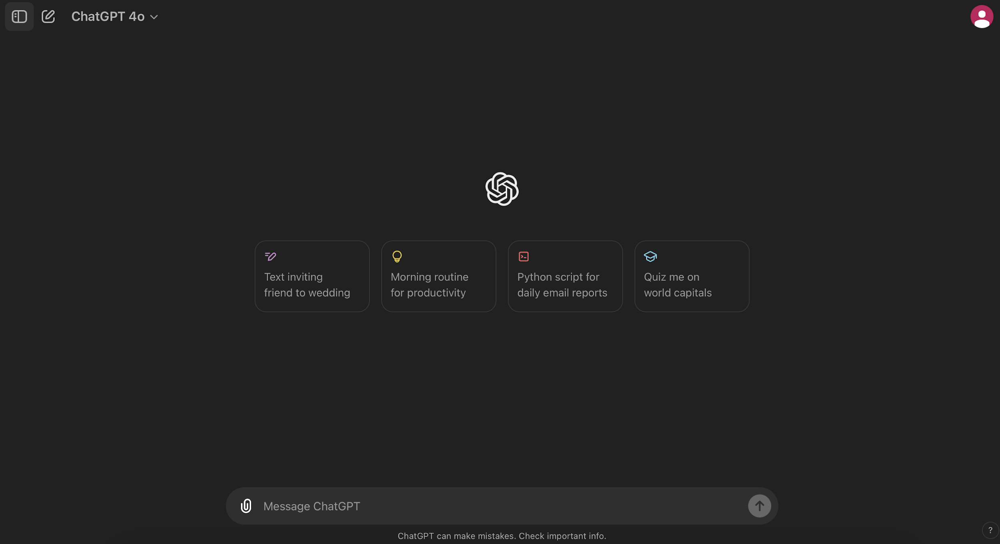 ChatGPT 4o
Text inviting
friend to wedding
Morning routine
for productivity
Python script for
daily email reports
Quiz me on
world capitals
Message ChatGPT
ChatGPT can make mistakes. Check important info.
?